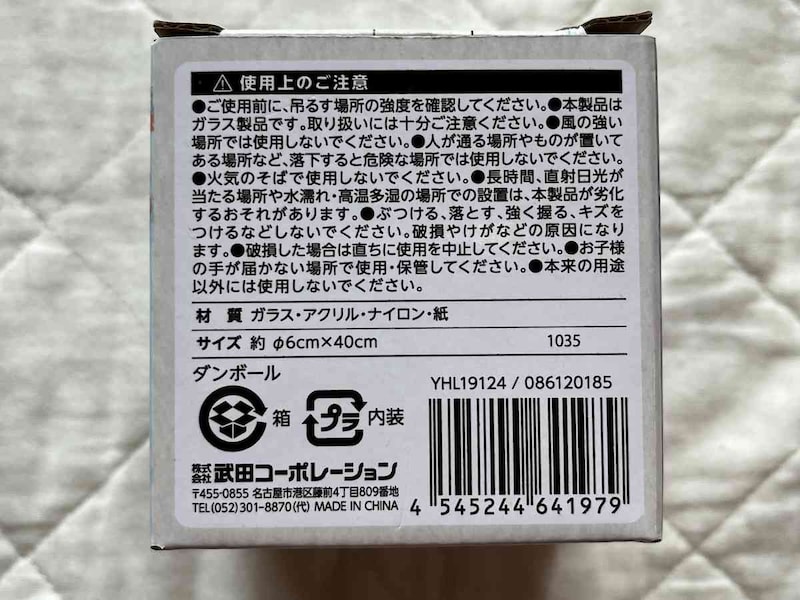 ⚠ 使用上のご注意
●ご使用前に、吊るす場所の強度を確認してください。●本製品は
ガラス製品です。取り扱いには十分ご注意ください。●風の強い
場所では使用しないでください。●人が通る場所やものが置いて
ある場所など、落下すると危険な場所では使用しないでください。
●火気のそばで使用しないでください。●長時間、直射日光が
当たる場所や水濡れ・高温多湿の場所での設置は、本製品が劣化
するおそれがあります。●ぶつける、落とす、強く握る、キズを
つけるなどしないでください。破損やけがなどの原因になり
ます。●破損した場合は直ちに使用を中止してください。●お子様
の手が届かない場所で使用・保管してください。●本来の用途
以外には使用しないでください。
材 質 ガラス・アクリル・ナイロン・紙
サイズ 約 φ6cm×40cm 1035
ダンボール
箱 プラ 内装
YHL19124 / 086120185
株式会社 武田コーポレーション
〒455-0855 名古屋市港区藤前4丁目809番地
TEL(052)301-8870(代) MADE IN CHINA
4 545244 641979